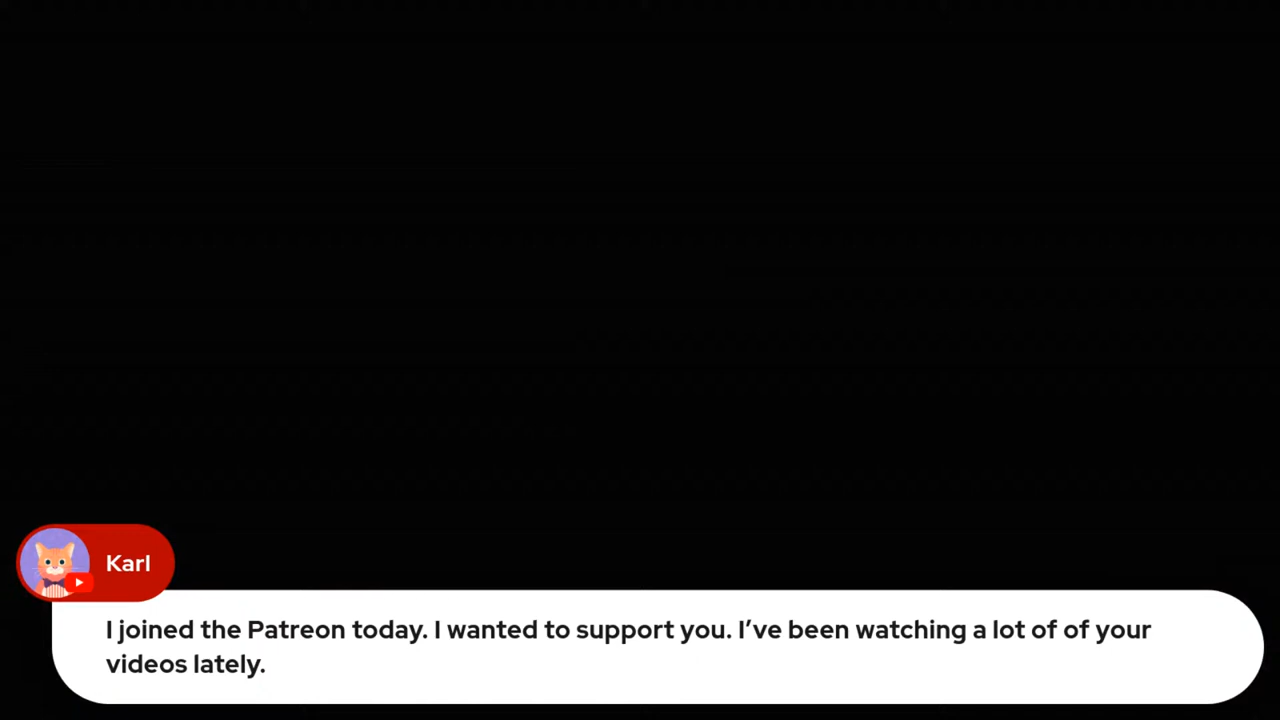 Karl
I joined the Patreon today. I wanted to support you. I’ve been watching a lot of of your
videos lately.